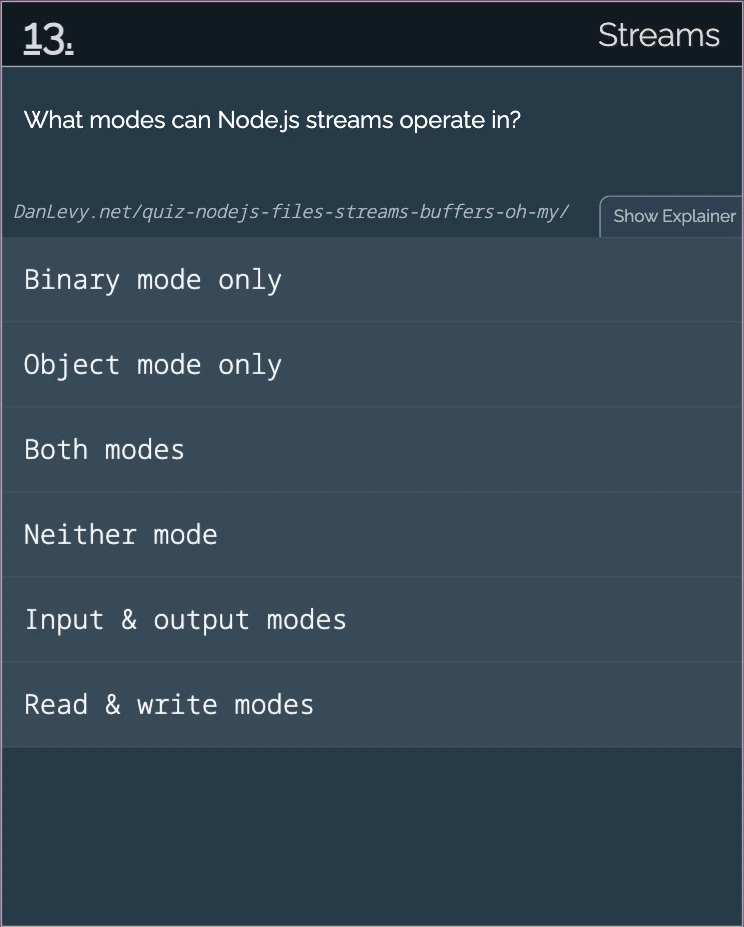 13.
Streams
What modes can Node.js streams operate in?
DanLevy.net/quiz-nodejs-files-streams-buffers-oh-my/
Show Explainer
Binary mode only
Object mode only
Both modes
Neither mode
Input & output modes
Read & write modes